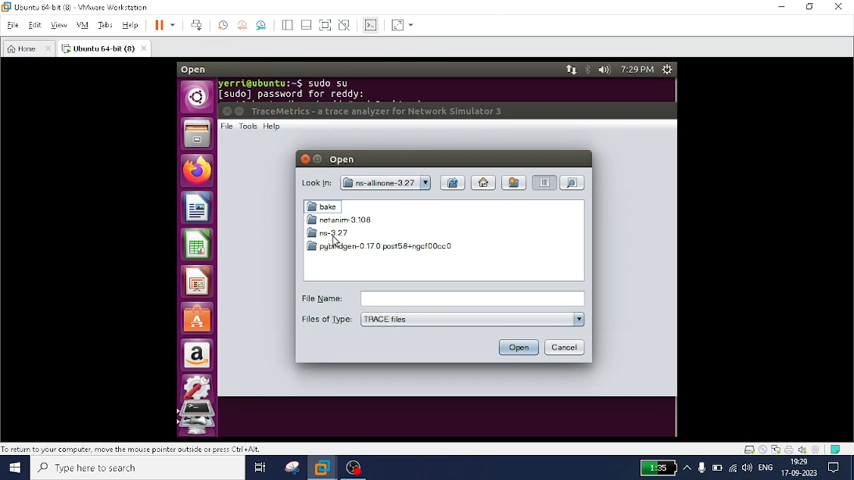 Ubuntu 64-bit (8) - VMware Workstation
File Edit View VM Tabs Help
Home Ubuntu 64-bit (8)
Open 7:29 PM
yerri@ubuntu:~$ sudo su
[sudo] password for reddy:
TraceMetrics - a trace analyzer for Network Simulator 3
File Tools Help
Open
Look In: ns-allinone-3.27
bake
netanim-3.108
ns-3.27
pybindgen-0.17.0.post58+ngcf00cc0
File Name:
Files of Type: TRACE files
Open Cancel
To return to your computer, move the mouse pointer outside or press Ctrl+Alt.
Type here to search
1:35
ENG
19:29
17-09-2023